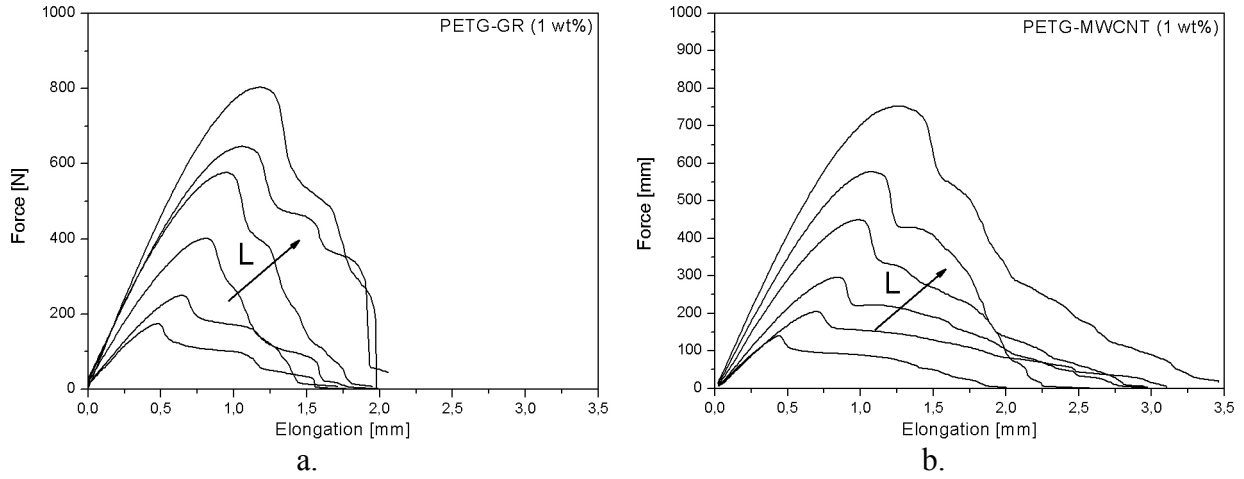 PETG-GR (1 wt%)
1000
800
600
400
200
0
Force [N]
L
0,0 0,5 1,0 1,5 2,0 2,5 3,0 3,5
Elongation [mm]
a.
PETG-MWCNT (1 wt%)
1000
900
800
700
600
500
400
300
200
100
0
Force [mm]
L
0,0 0,5 1,0 1,5 2,0 2,5 3,0 3,5
Elongation [mm]
b.